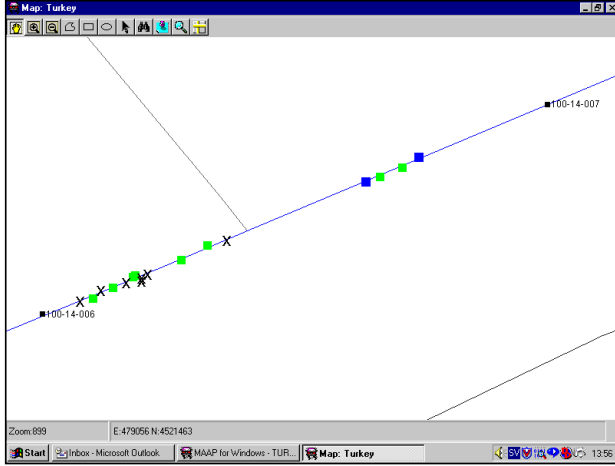 Map: Turkey
100-14-007
100-14-006
Zoom:899 E:479056 N:4521463
Start Inbox - Microsoft Outlook MAAP for Windows - TUR... Map: Turkey SV 13:56